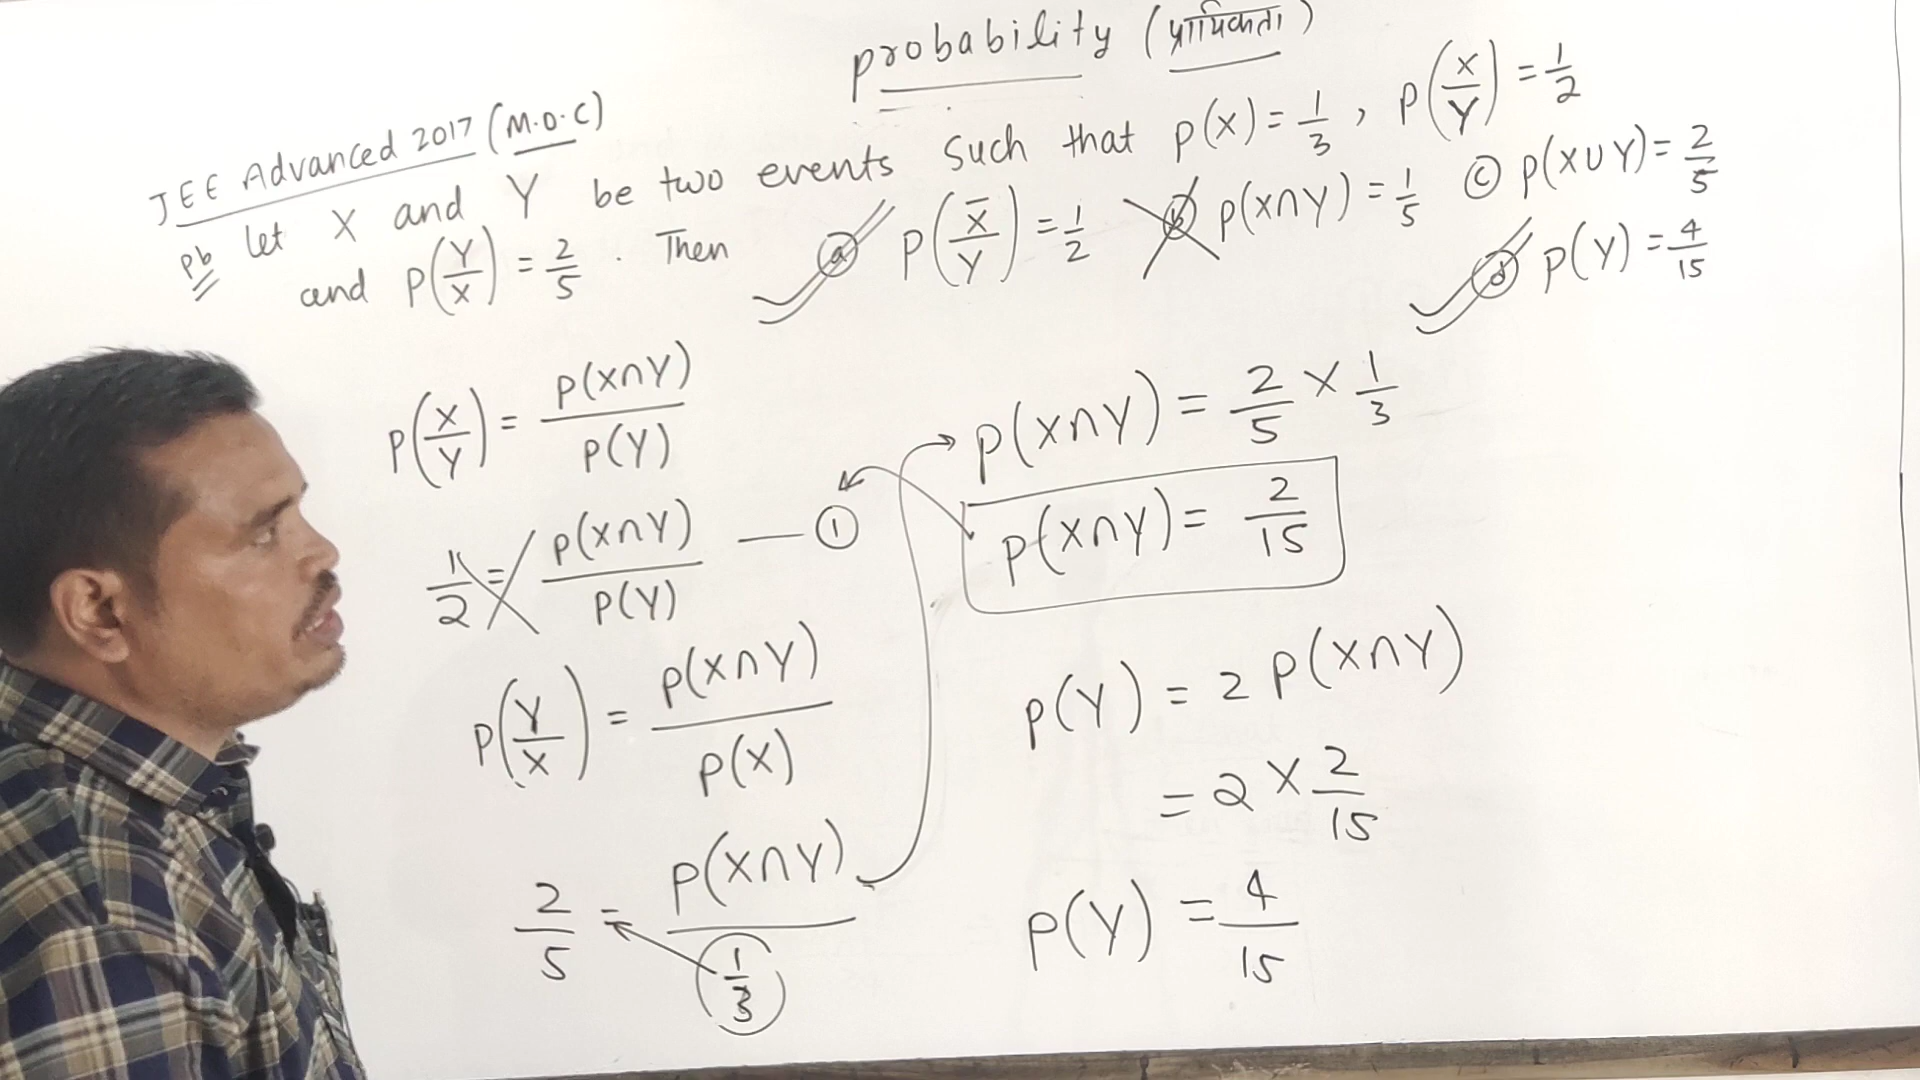 probability (प्रायिकता)
JEE Advanced 2017 (M.O.C)
Pb let X and Y be two events such that p(x) = 1/3 , P(X/Y) = 1/2
and P(Y/X) = 2/5 . Then (a) P(X̅/Y) = 1/2 (b) P(X∩Y) = 1/5 (c) P(X∪Y) = 2/5
(d) P(Y) = 4/15
P(X/Y) = P(X∩Y)/P(Y)
1/2 = P(X∩Y)/P(Y) — (1)
P(Y/X) = P(X∩Y)/P(X)
2/5 = P(X∩Y)/(1/3)
P(X∩Y) = 2/5 × 1/3
P(X∩Y) = 2/15
P(Y) = 2 P(X∩Y)
= 2 × 2/15
P(Y) = 4/15